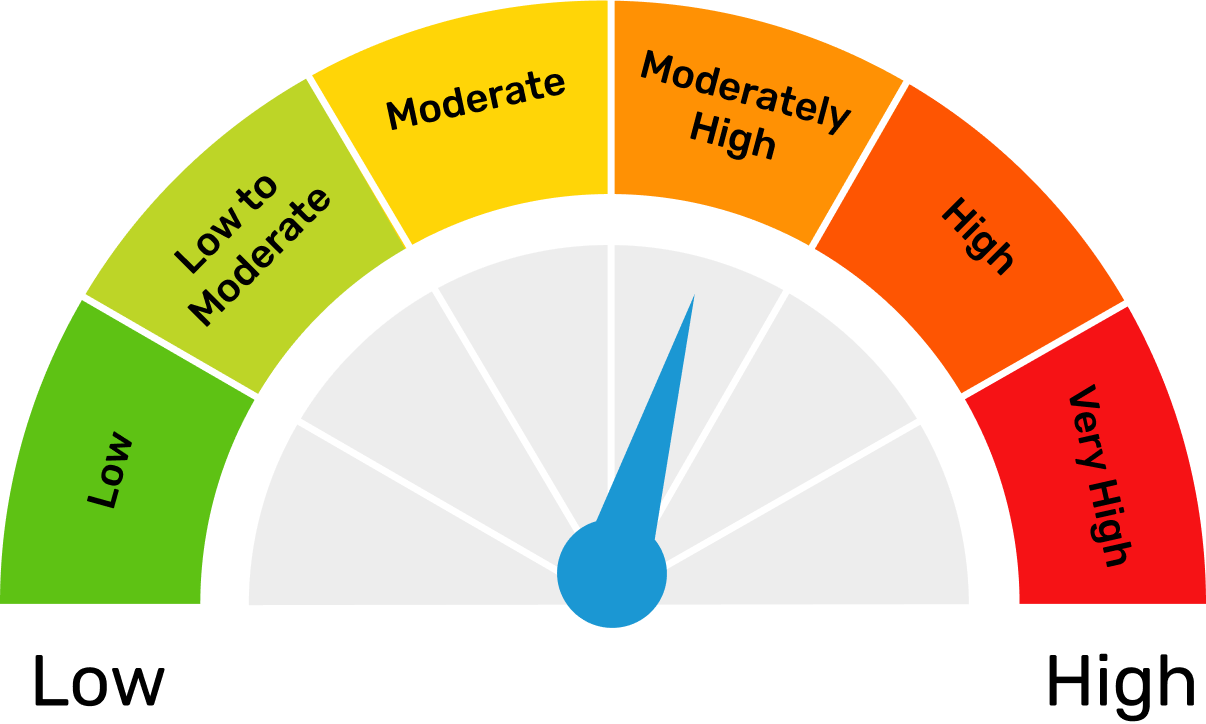 Low
Low to
Moderate
Moderate
Moderately
High
High
Very High
Low
High